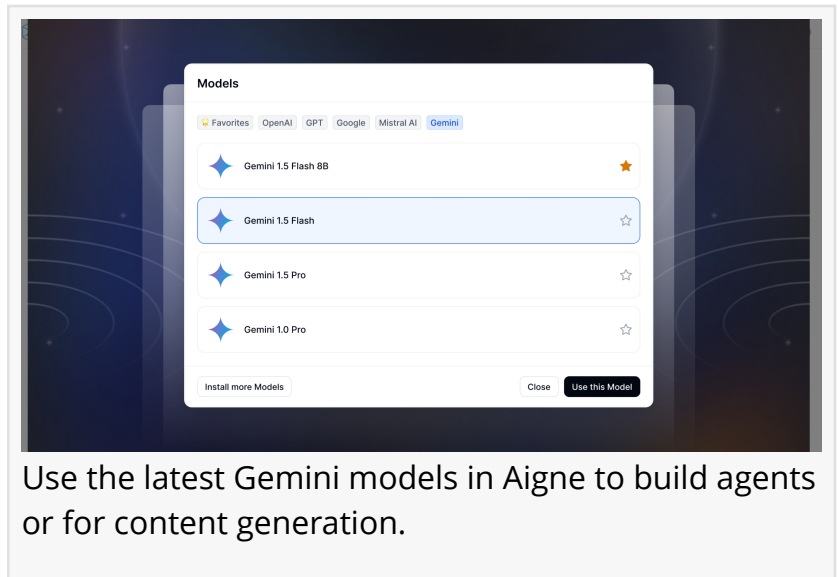 Models
Favorites OpenAI GPT Google Mistral AI Gemini
Gemini 1.5 Flash 8B
Gemini 1.5 Flash
Gemini 1.5 Pro
Gemini 1.0 Pro
Install more Models Close Use this Model
Use the latest Gemini models in Aigne to build agents
or for content generation.